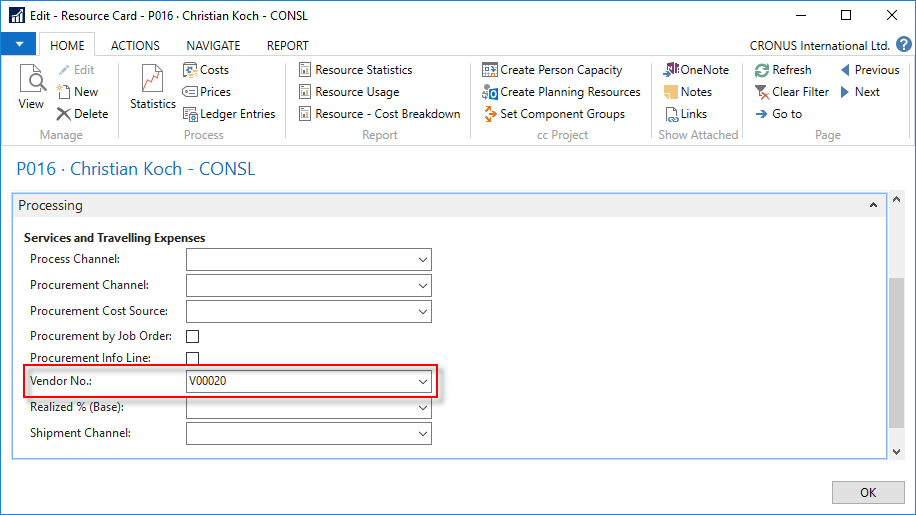 Edit - Resource Card - P016 · Christian Koch - CONSL
HOME ACTIONS NAVIGATE REPORT CRONUS International Ltd. ?
View
Edit
New
Delete
Manage
Statistics
Costs
Prices
Ledger Entries
Process
Resource Statistics
Resource Usage
Resource - Cost Breakdown
Report
Create Person Capacity
Create Planning Resources
Set Component Groups
cc Project
OneNote
Notes
Links
Show Attached
Refresh
Clear Filter
Go to
Previous
Next
Page
P016 · Christian Koch - CONSL
Processing
Services and Travelling Expenses
Process Channel:
Procurement Channel:
Procurement Cost Source:
Procurement by Job Order:
Procurement Info Line:
Vendor No.: V00020
Realized % (Base):
Shipment Channel:
OK